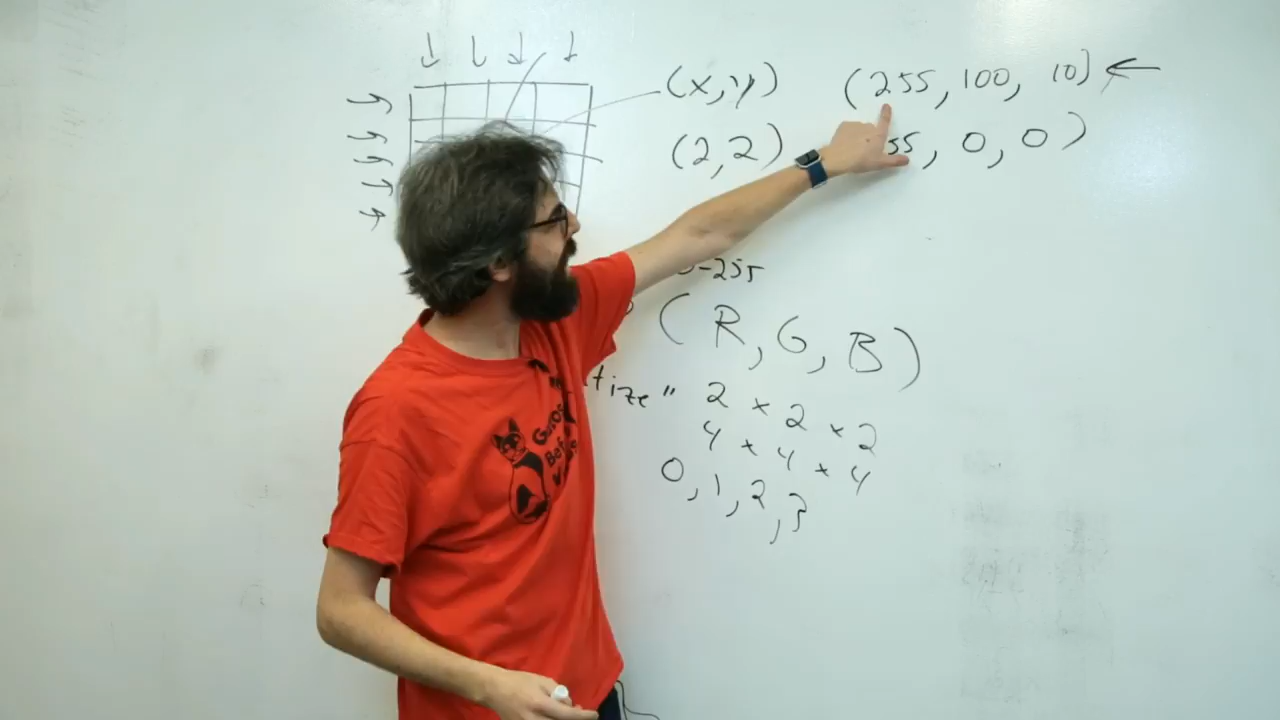 (x,y) (255, 100, 10) ←
(2,2) 55, 0, 0)
-255
(R, G, B)
tize" 2 × 2 × 2
4 × 4 × 4
0, 1, 2, 3